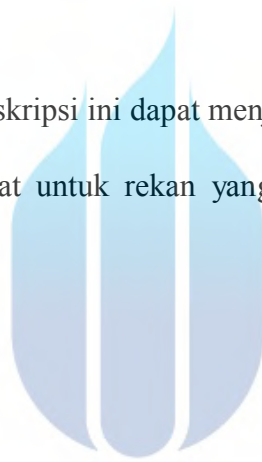 skripsi ini dapat men
at untuk rekan yang